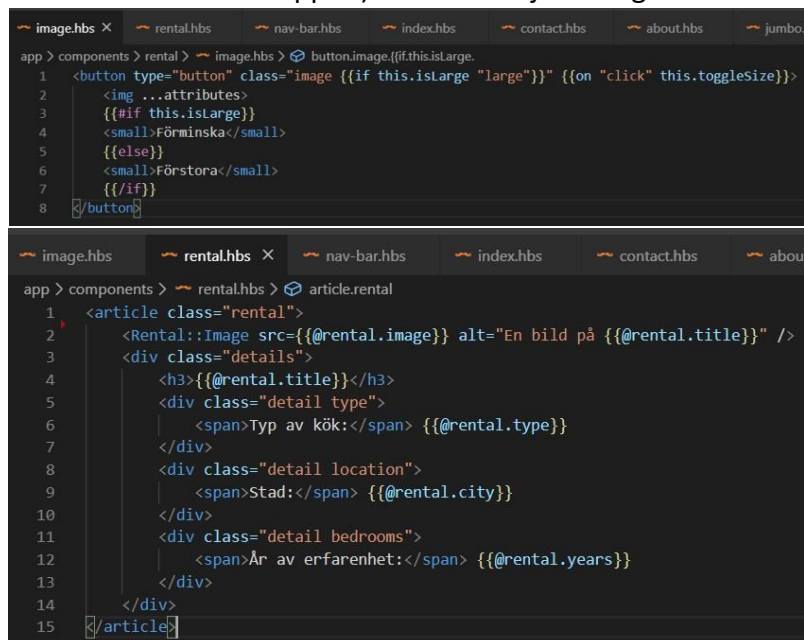 image.hbs × rental.hbs nav-bar.hbs index.hbs contact.hbs about.hbs jumbo.
app > components > rental > image.hbs > button.image.{{if.this.isLarge.
1 <button type="button" class="image {{if this.isLarge "large"}}" {{on "click" this.toggleSize}}>
2 <img ...attributes>
3 {{#if this.isLarge}}
4 <small>Förminska</small>
5 {{else}}
6 <small>Förstora</small>
7 {{/if}}
8 </button>
image.hbs rental.hbs × nav-bar.hbs index.hbs contact.hbs abou
app > components > rental.hbs > article.rental
1 <article class="rental">
2 <Rental::Image src={{@rental.image}} alt="En bild på {{@rental.title}}" />
3 <div class="details">
4 <h3>{{@rental.title}}</h3>
5 <div class="detail type">
6 <span>Typ av kök:</span> {{@rental.type}}
7 </div>
8 <div class="detail location">
9 <span>Stad:</span> {{@rental.city}}
10 </div>
11 <div class="detail bedrooms">
12 <span>År av erfarenhet:</span> {{@rental.years}}
13 </div>
14 </div>
15 </article>